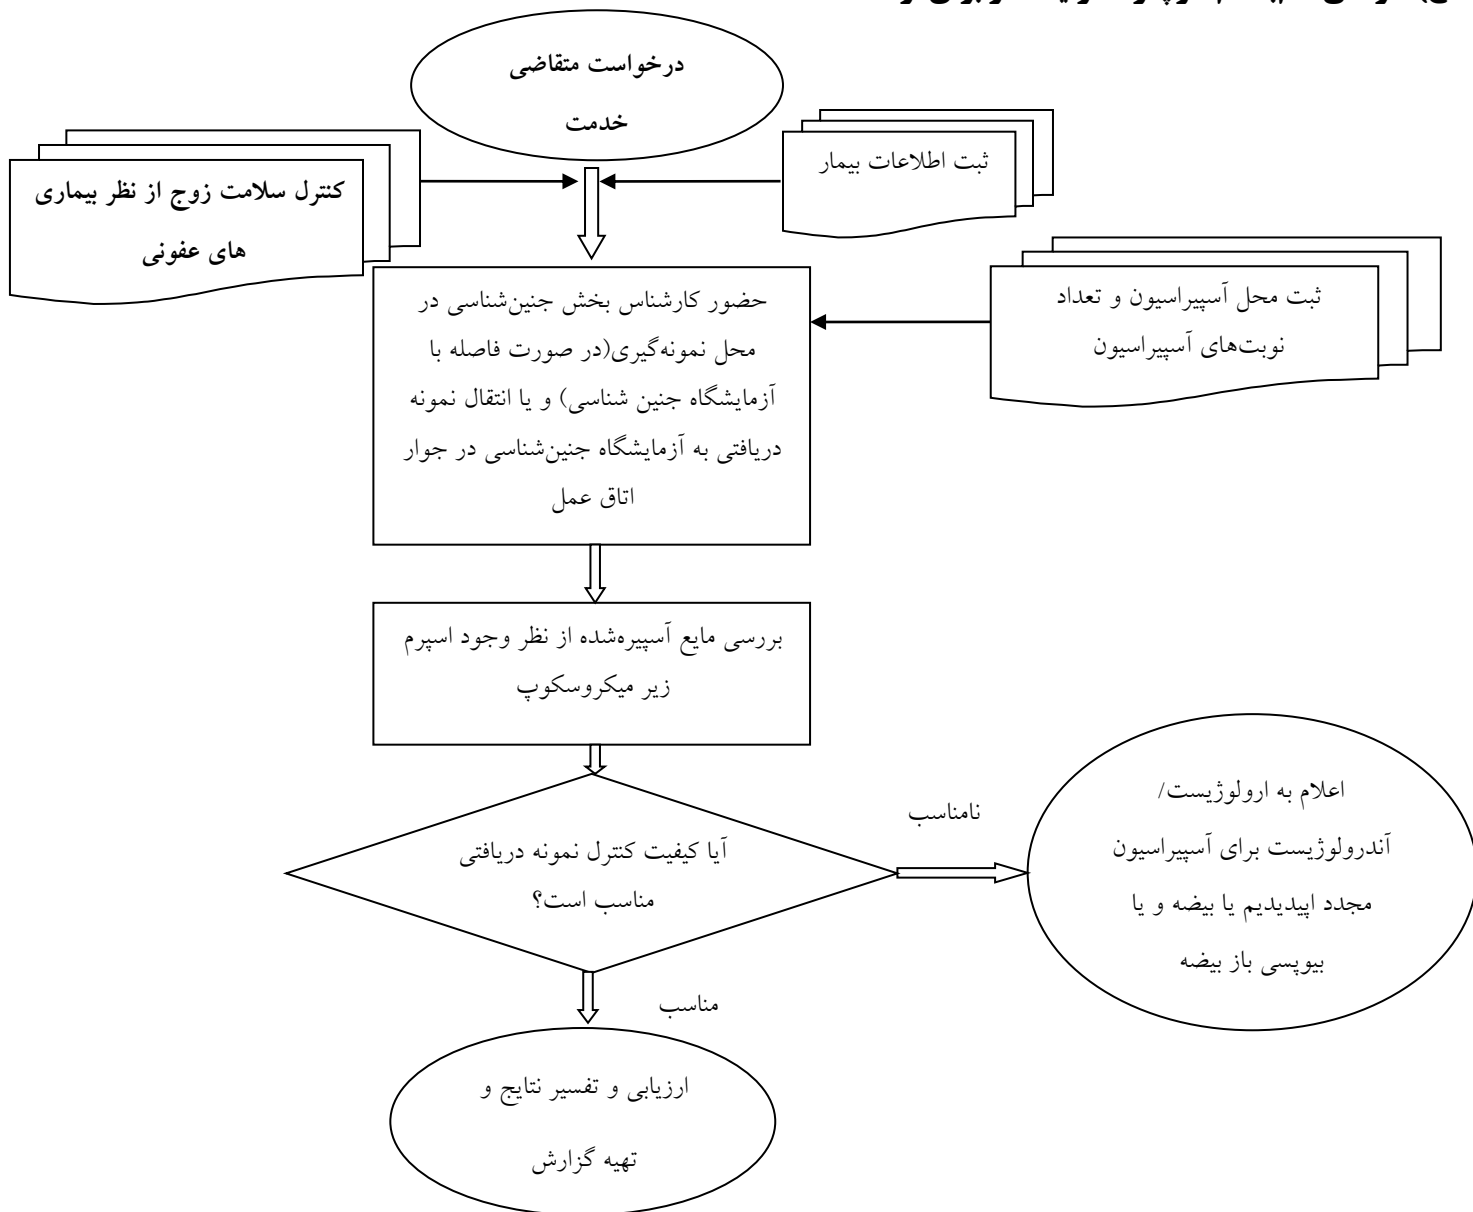 درخواست متقاضی
خدمت
کنترل سلامت زوج از نظر بیماری
های عفونی
ثبت اطلاعات بیمار
حضور کارشناس بخش جنین‌شناسی در
محل نمونه‌گیری(در صورت فاصله با
آزمایشگاه جنین شناسی) و یا انتقال نمونه
دریافتی به آزمایشگاه جنین‌شناسی در جوار
اتاق عمل
ثبت محل آسپیراسیون و تعداد
نوبت‌های آسپیراسیون
بررسی مایع آسپیره‌شده از نظر وجود اسپرم
زیر میکروسکوپ
آیا کیفیت کنترل نمونه دریافتی
مناسب است؟
نامناسب
اعلام به ارولوژیست/
آندرولوژیست برای آسپیراسیون
مجدد اپیدیدیم یا بیضه و یا
بیوپسی باز بیضه
مناسب
ارزیابی و تفسیر نتایج و
تهیه گزارش